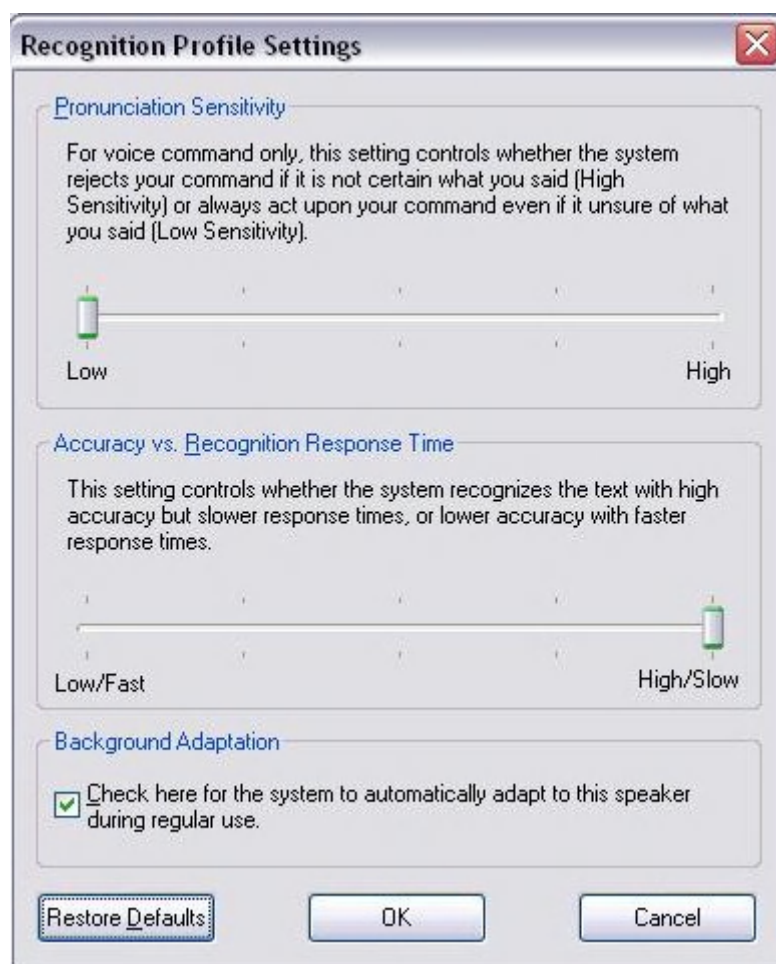 Recognition Profile Settings
Pronunciation Sensitivity
For voice command only, this setting controls whether the system
rejects your command if it is not certain what you said (High
Sensitivity) or always act upon your command even if it unsure of what
you said (Low Sensitivity).
Low High
Accuracy vs. Recognition Response Time
This setting controls whether the system recognizes the text with high
accuracy but slower response times, or lower accuracy with faster
response times.
Low/Fast High/Slow
Background Adaptation
Check here for the system to automatically adapt to this speaker
during regular use.
Restore Defaults OK Cancel